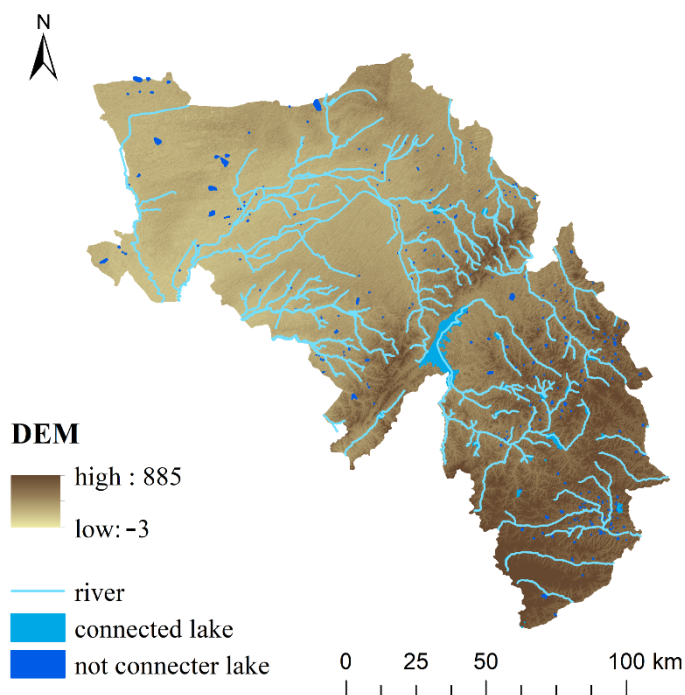 N
DEM
high : 885
low: -3
river
connected lake
not connecter lake
0 25 50 100 km